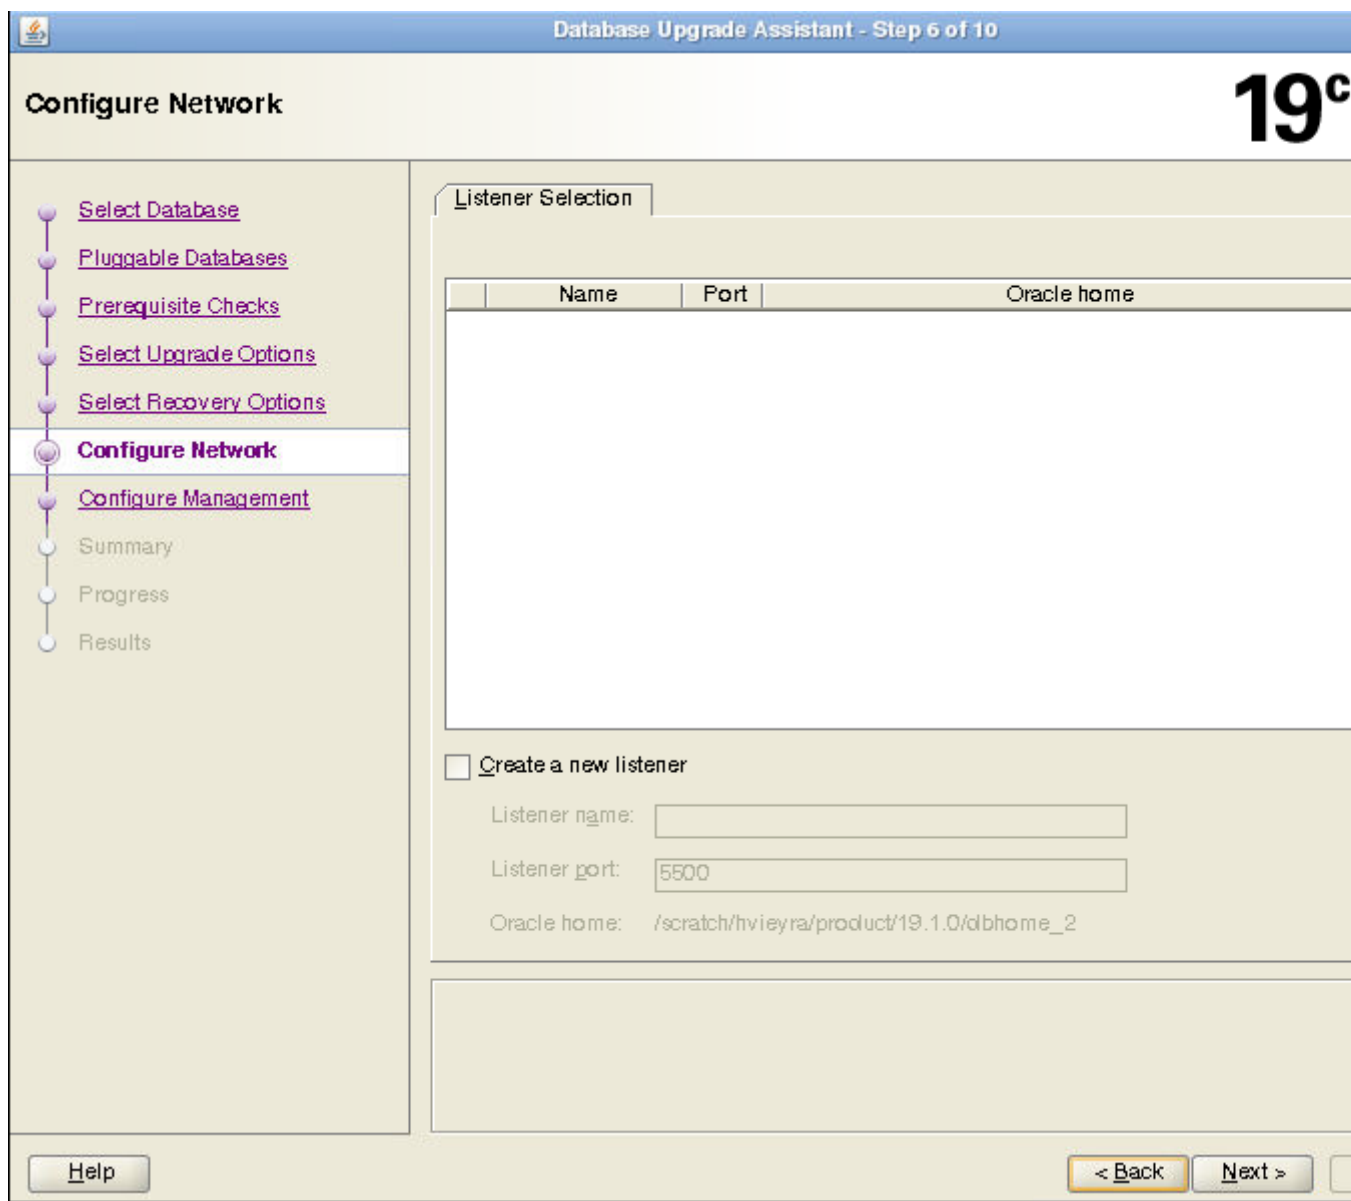 Database Upgrade Assistant - Step 6 of 10
Configure Network
19c
Select Database
Pluggable Databases
Prerequisite Checks
Select Upgrade Options
Select Recovery Options
Configure Network
Configure Management
Summary
Progress
Results
Listener Selection
Name Port Oracle home
Create a new listener
Listener name:
Listener port: 5500
Oracle home: /scratch/hvieyra/product/19.1.0/dbhome_2
Help
< Back Next >